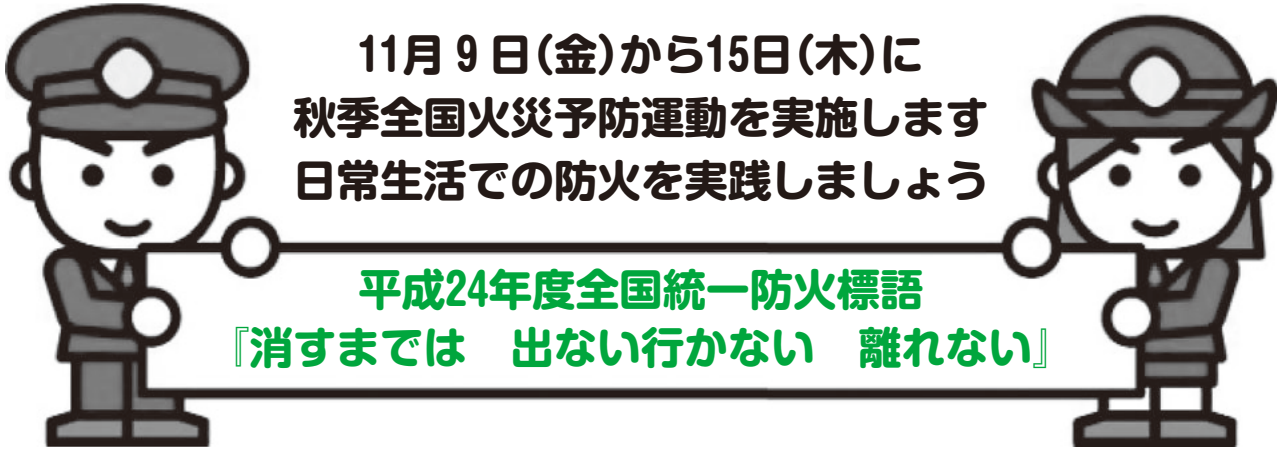 11月9日(金)から15日(木)に
秋季全国火災予防運動を実施します
日常生活での防火を実践しましょう
平成24年度全国統一防火標語
『消すまでは　出ない行かない　離れない』